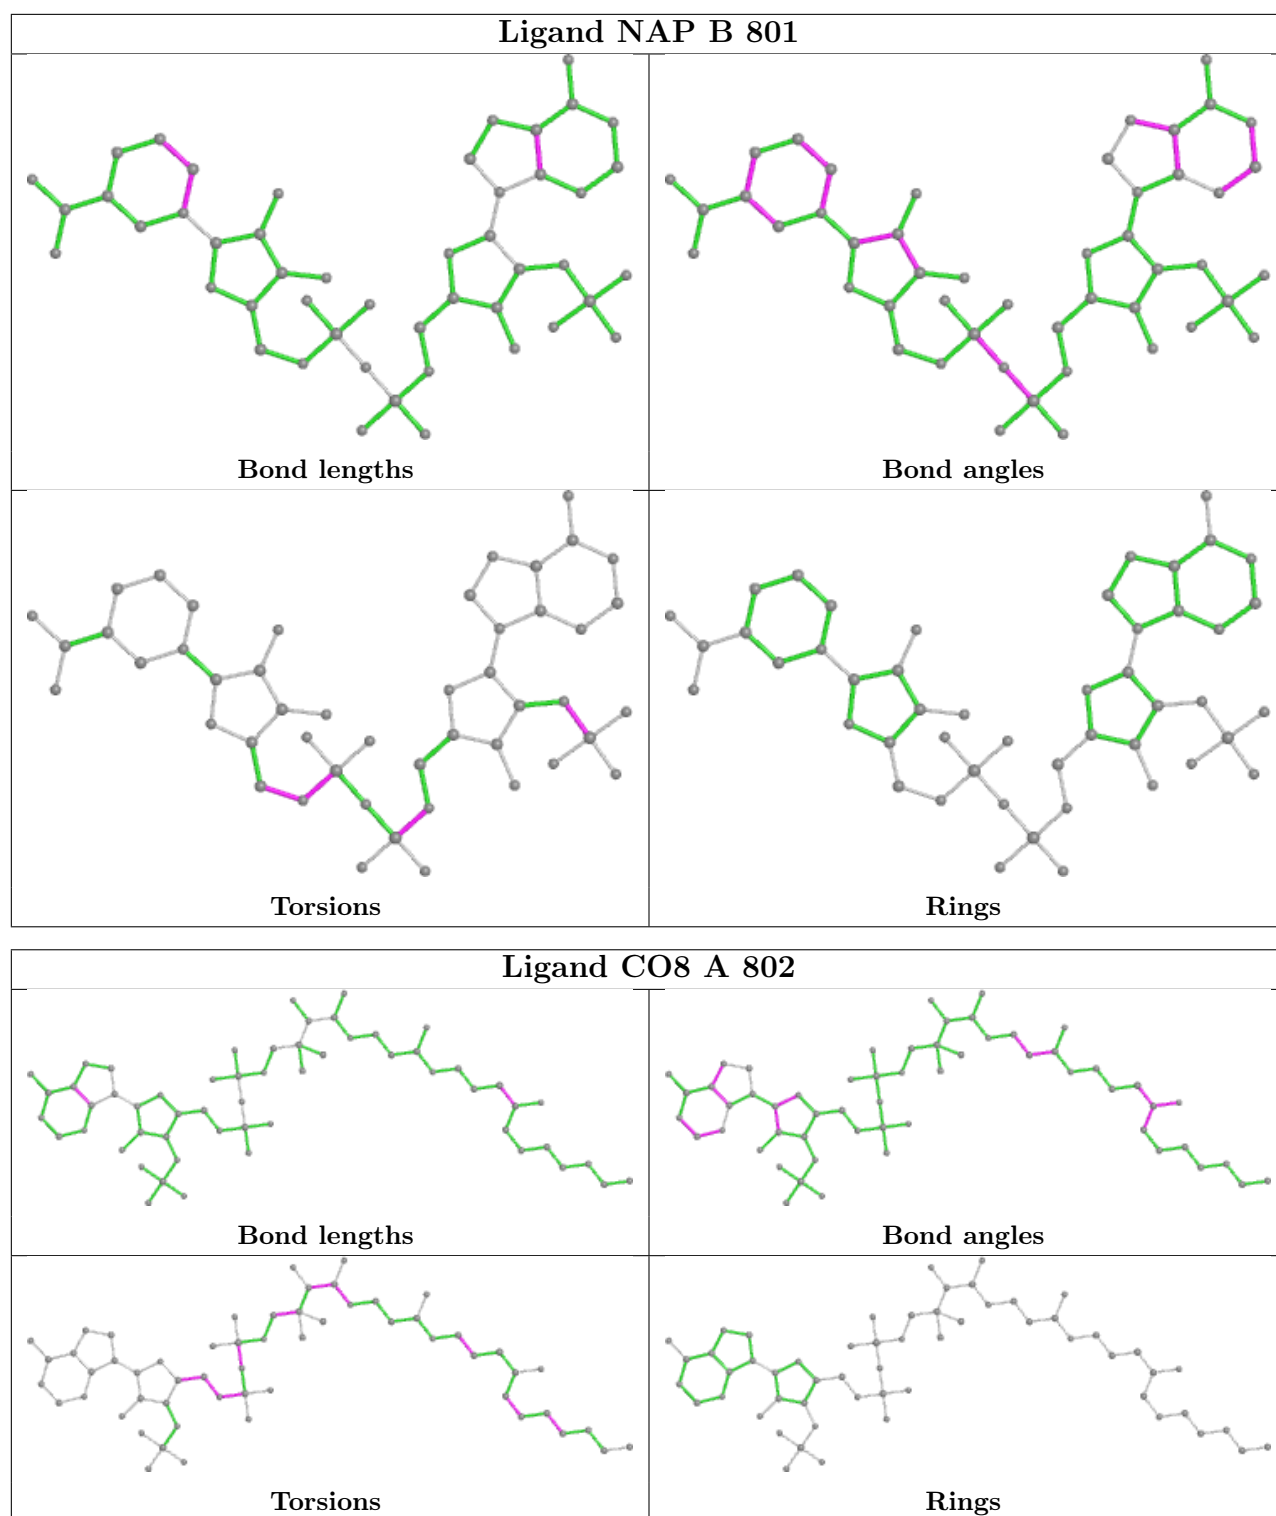 Ligand NAP B 801
Bond lengths
Bond angles
Torsions
Rings
Ligand CO8 A 802
Bond lengths
Bond angles
Torsions
Rings